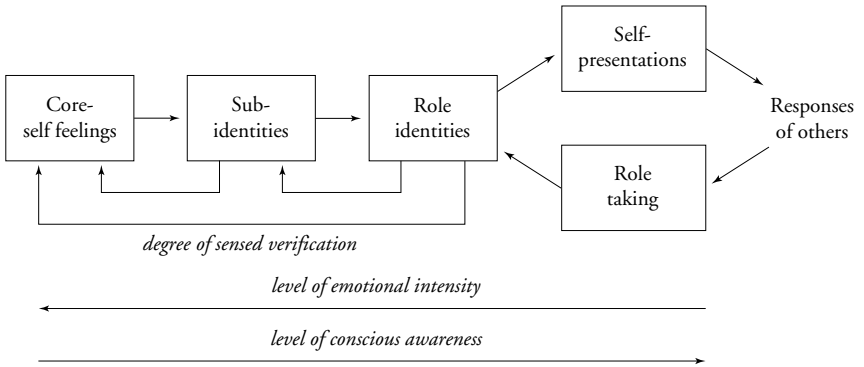 Core-
self feelings
Sub-
identities
Role
identities
Self-
presentations
Responses
of others
Role
taking
degree of sensed verification
level of emotional intensity
level of conscious awareness